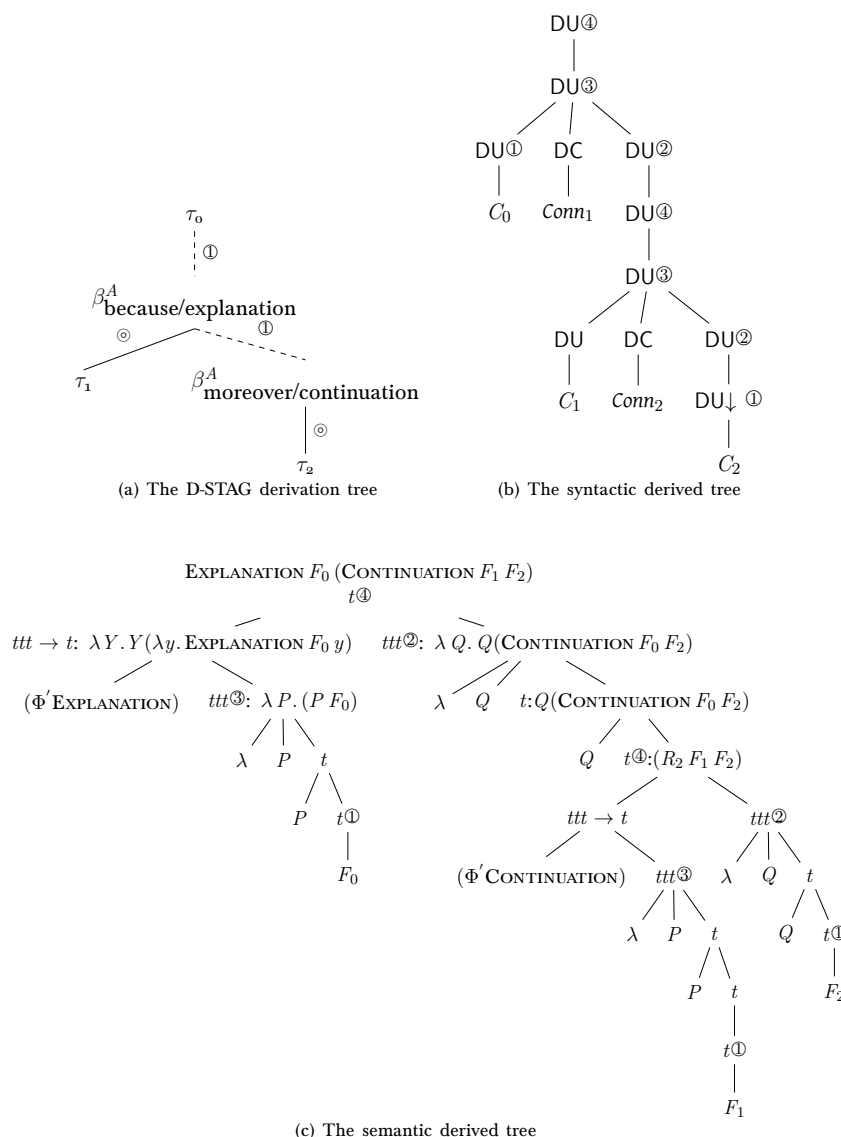 τ₀
①
β^A because/explanation
◎
①
τ₁
β^A moreover/continuation
◎
τ₂
(a) The D-STAG derivation tree
DU④
DU③
DU① DC DU②
C₀ Conn₁ DU④
DU③
DU DC DU②
C₁ Conn₂ DU↓ ①
C₂
(b) The syntactic derived tree
EXPLANATION F₀ (CONTINUATION F₁ F₂)
t④
ttt → t: λ Y. Y(λy. EXPLANATION F₀ y) ttt②: λ Q. Q(CONTINUATION F₀ F₂)
(Φ′EXPLANATION) ttt③: λ P. (P F₀) λ Q t:Q(CONTINUATION F₀ F₂)
λ P t Q t④:(R₂ F₁ F₂)
P t① ttt → t ttt②
F₀ (Φ′CONTINUATION) ttt③ λ Q t
λ P t Q t①
P t F₂
t①
F₁
(c) The semantic derived tree